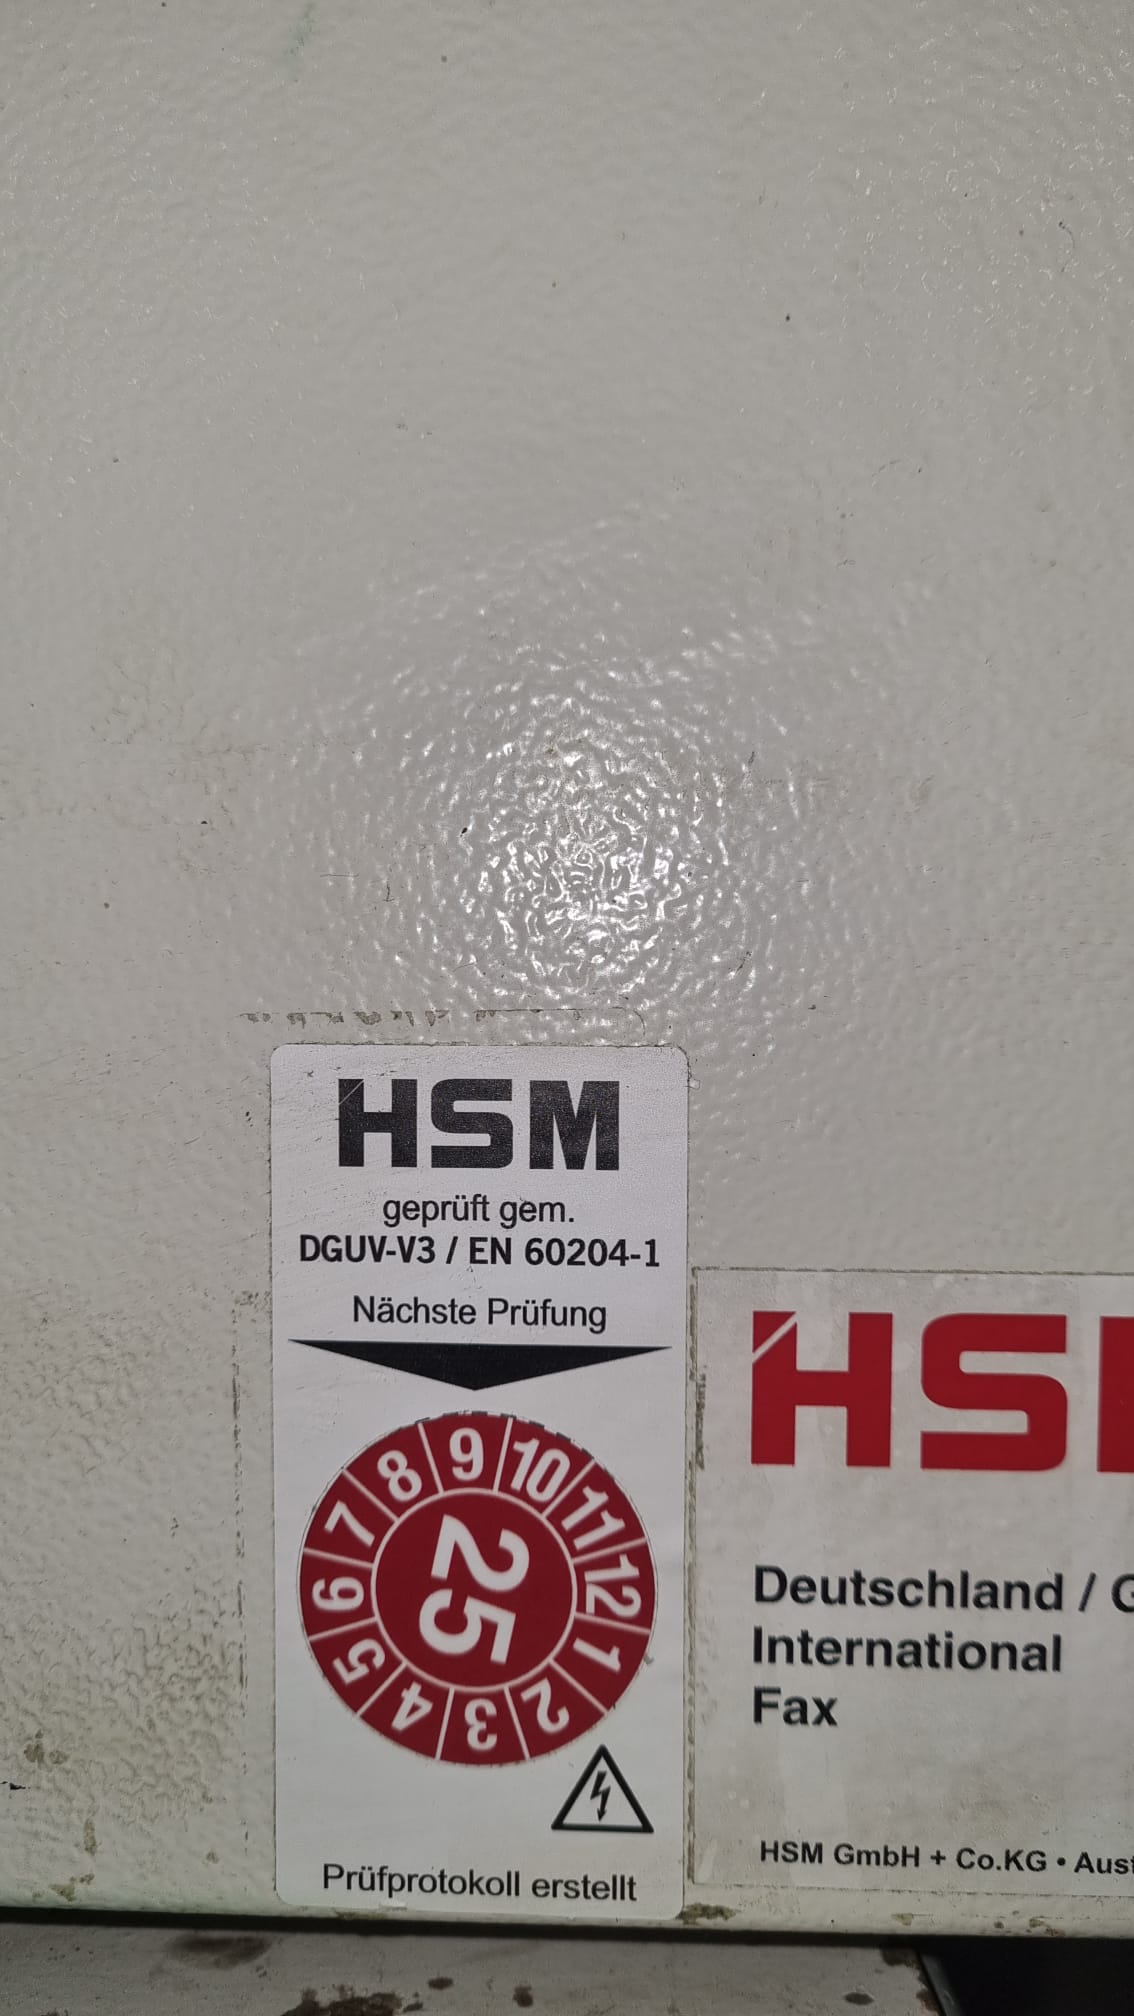 HSM
geprüft gem.
DGUV-V3 / EN 60204-1
Nächste Prüfung
1 2 3 4 5 6 7 8 9 10 11 12
25
Prüfprotokoll erstellt
HS
Deutschland / G
International
Fax
HSM GmbH + Co.KG • Aust